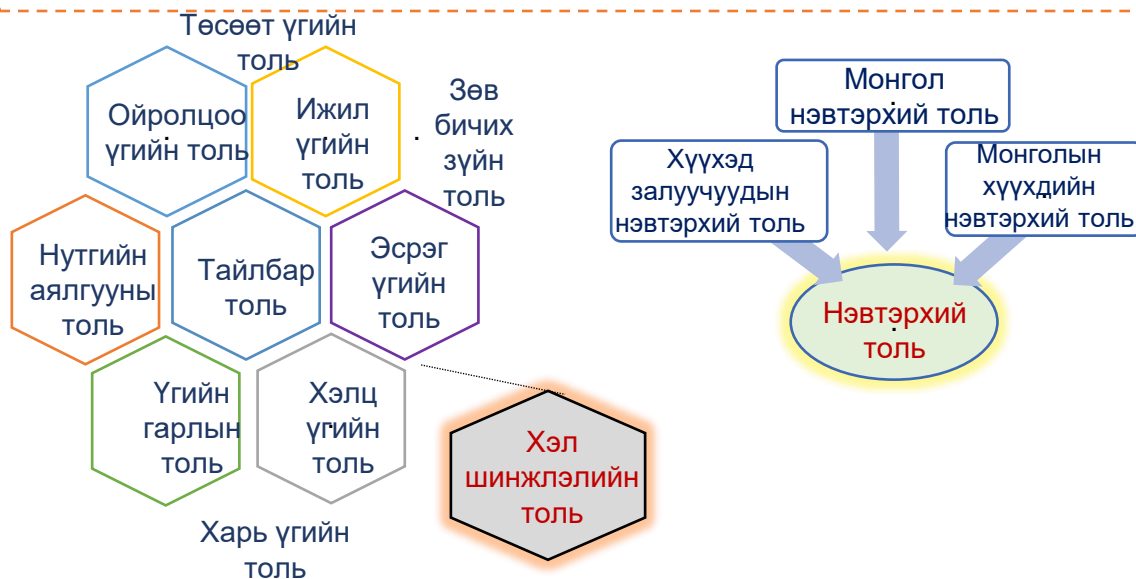 Төсөөт үгийн
толь
Ойролцоо
үгийн толь
Ижил
үгийн
толь
Зөв
бичих
зүйн
толь
Нутгийн
аялгууны
толь
Тайлбар
толь
Эсрэг
үгийн
толь
Үгийн
гарлын
толь
Хэлц
үгийн
толь
Харь үгийн
толь
Хэл
шинжлэлийн
толь
Монгол
нэвтэрхий толь
Хүүхэд
залуучуудын
нэвтэрхий толь
Монголын
хүүхдийн
нэвтэрхий толь
Нэвтэрхий
толь